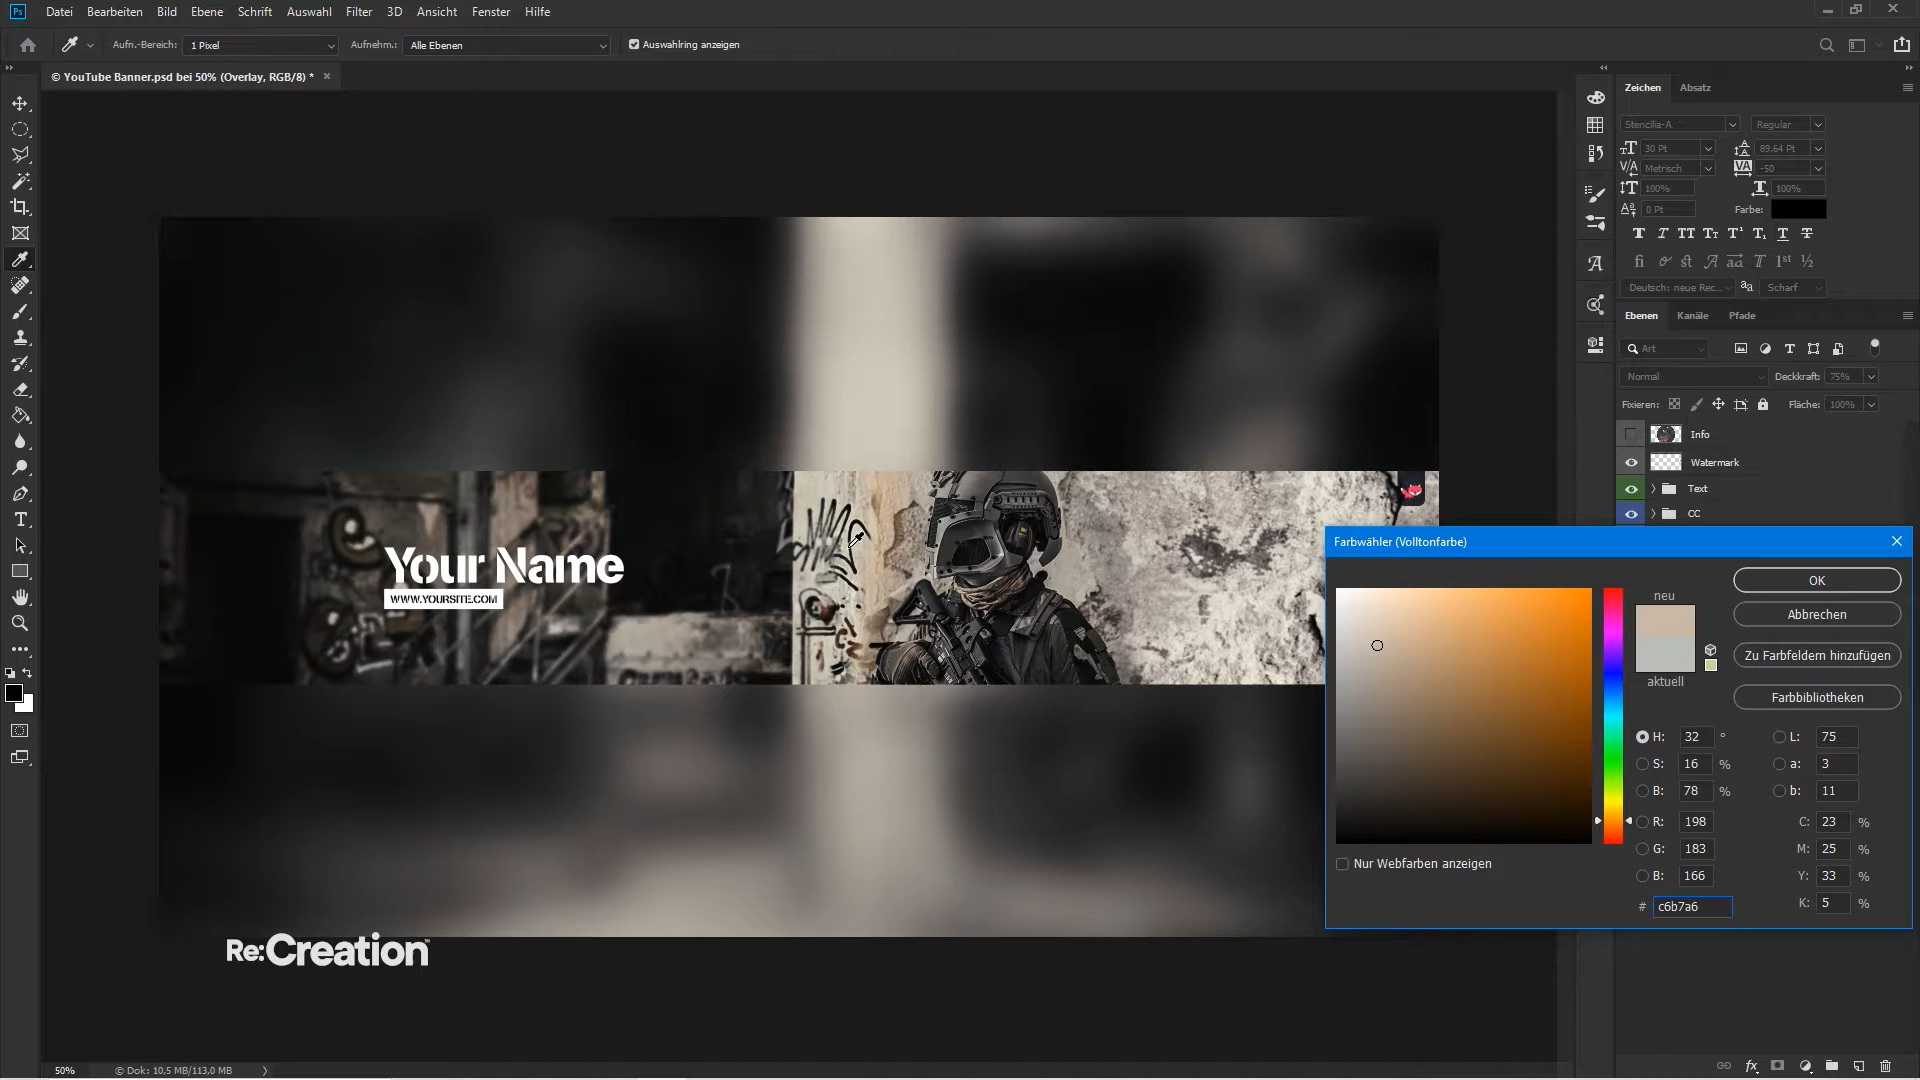 Ps Datei Bearbeiten Bild Ebene Schrift Auswahl Filter 3D Ansicht Fenster Hilfe
Aufn.-Bereich: 1 Pixel Aufnehm.: Alle Ebenen Auswahlring anzeigen
© YouTube Banner.psd bei 50% (Overlay, RGB/8) *
Zeichen Absatz
Stencilia-A Regular
30 Pt 89.64 Pt
Metrisch -50
100% 100%
0 Pt Farbe:
Deutsch: neue Rec... Scharf
Ebenen Kanäle Pfade
Art
Normal Deckkraft: 75%
Fixieren: Fläche: 100%
Info
Watermark
Text
CC
Your Name
WWW.YOURSITE.COM
Farbwähler (Volltonfarbe)
neu
aktuell
OK
Abbrechen
Zu Farbfeldern hinzufügen
Farbbibliotheken
H: 32 ° L: 75
S: 16 % a: 3
B: 78 % b: 11
R: 198 C: 23 %
G: 183 M: 25 %
B: 166 Y: 33 %
# c6b7a6 K: 5 %
Nur Webfarben anzeigen
Re:Creation™
50% © Dok: 10,5 MB/113,0 MB